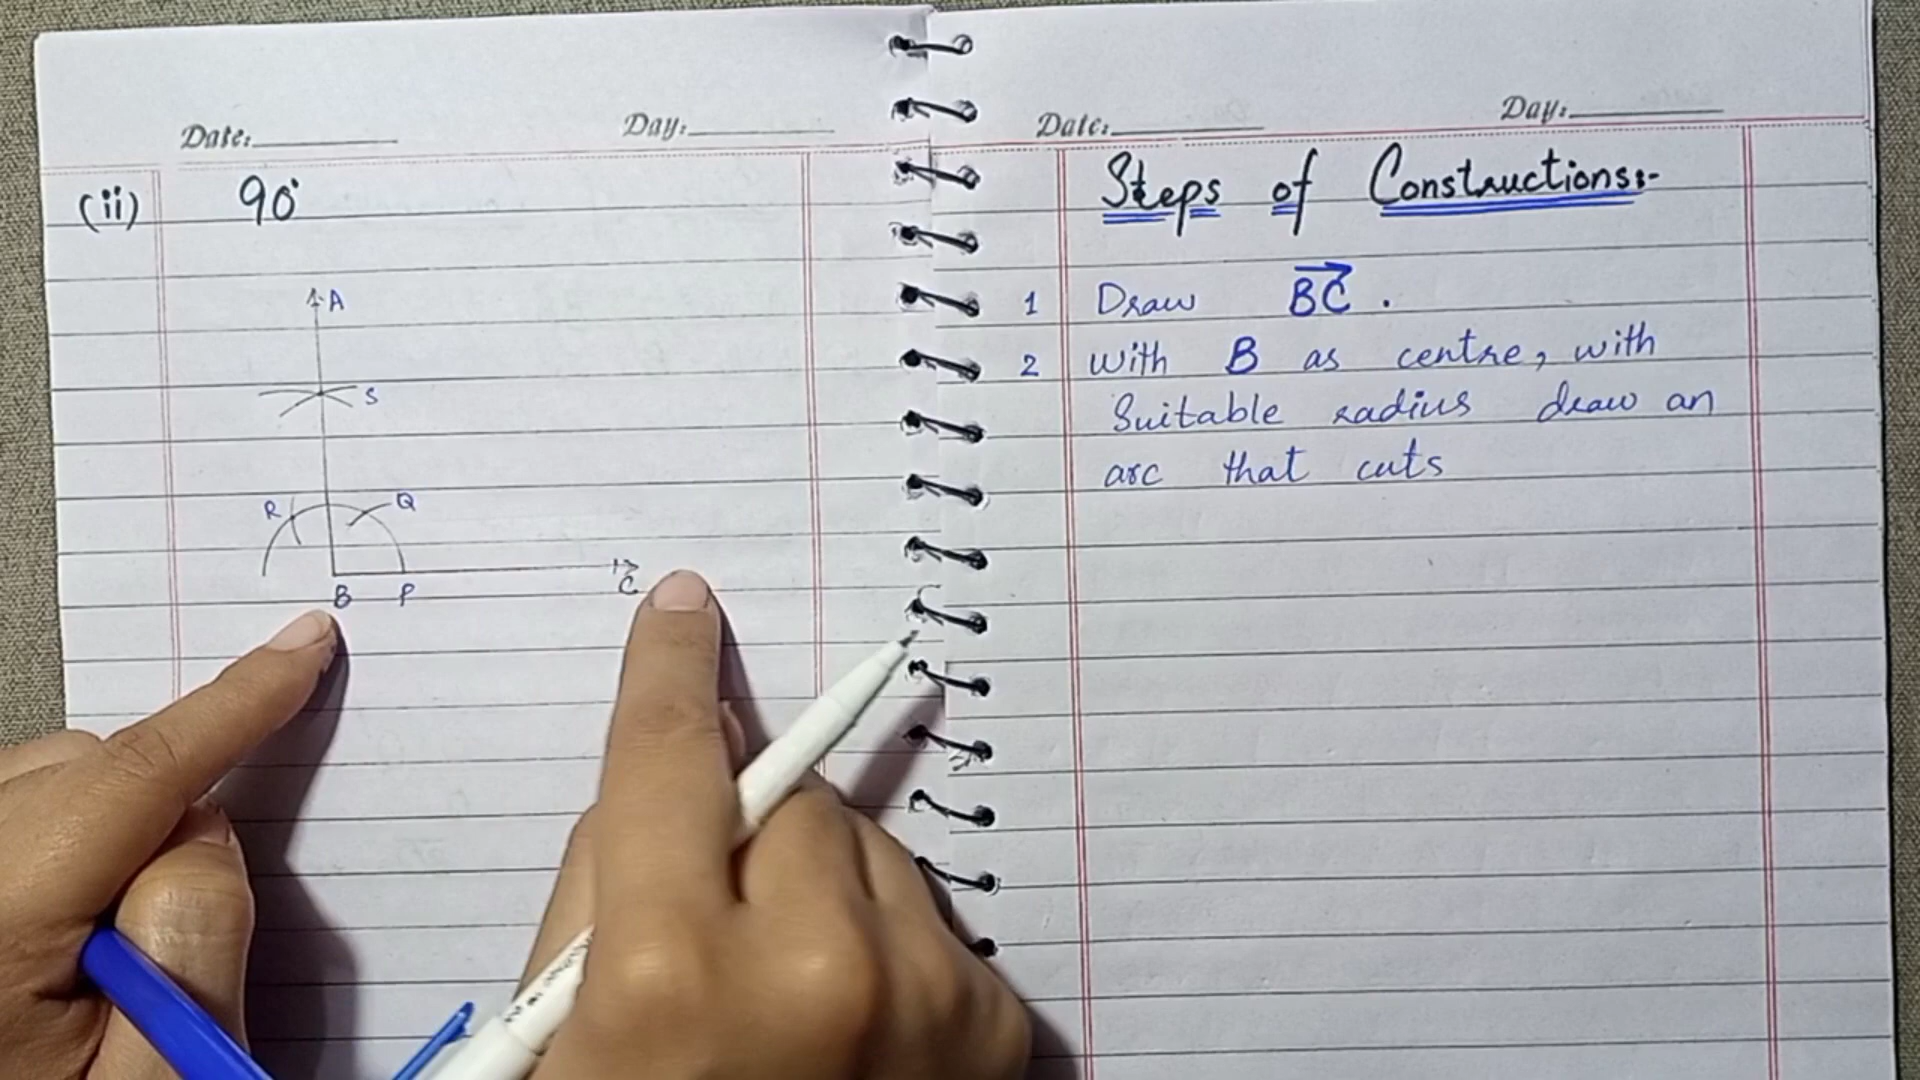 Date: Day:
(ii) 90°
A
S
R Q
B P C
Date: Day:
Steps of Constructions:-
1 Draw BC.
2 with B as centre, with
Suitable radius draw an
arc that cuts